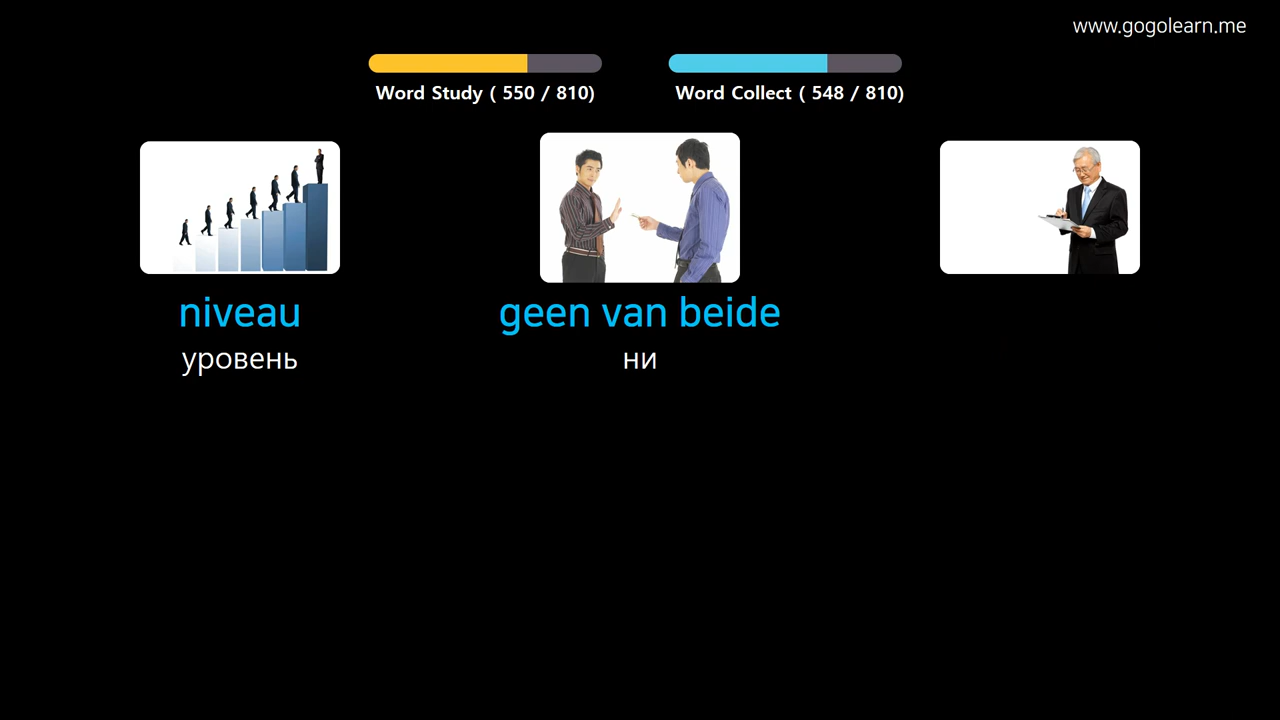 www.gogolearn.me
Word Study ( 550 / 810)
Word Collect ( 548 / 810)
niveau
уровень
geen van beide
ни